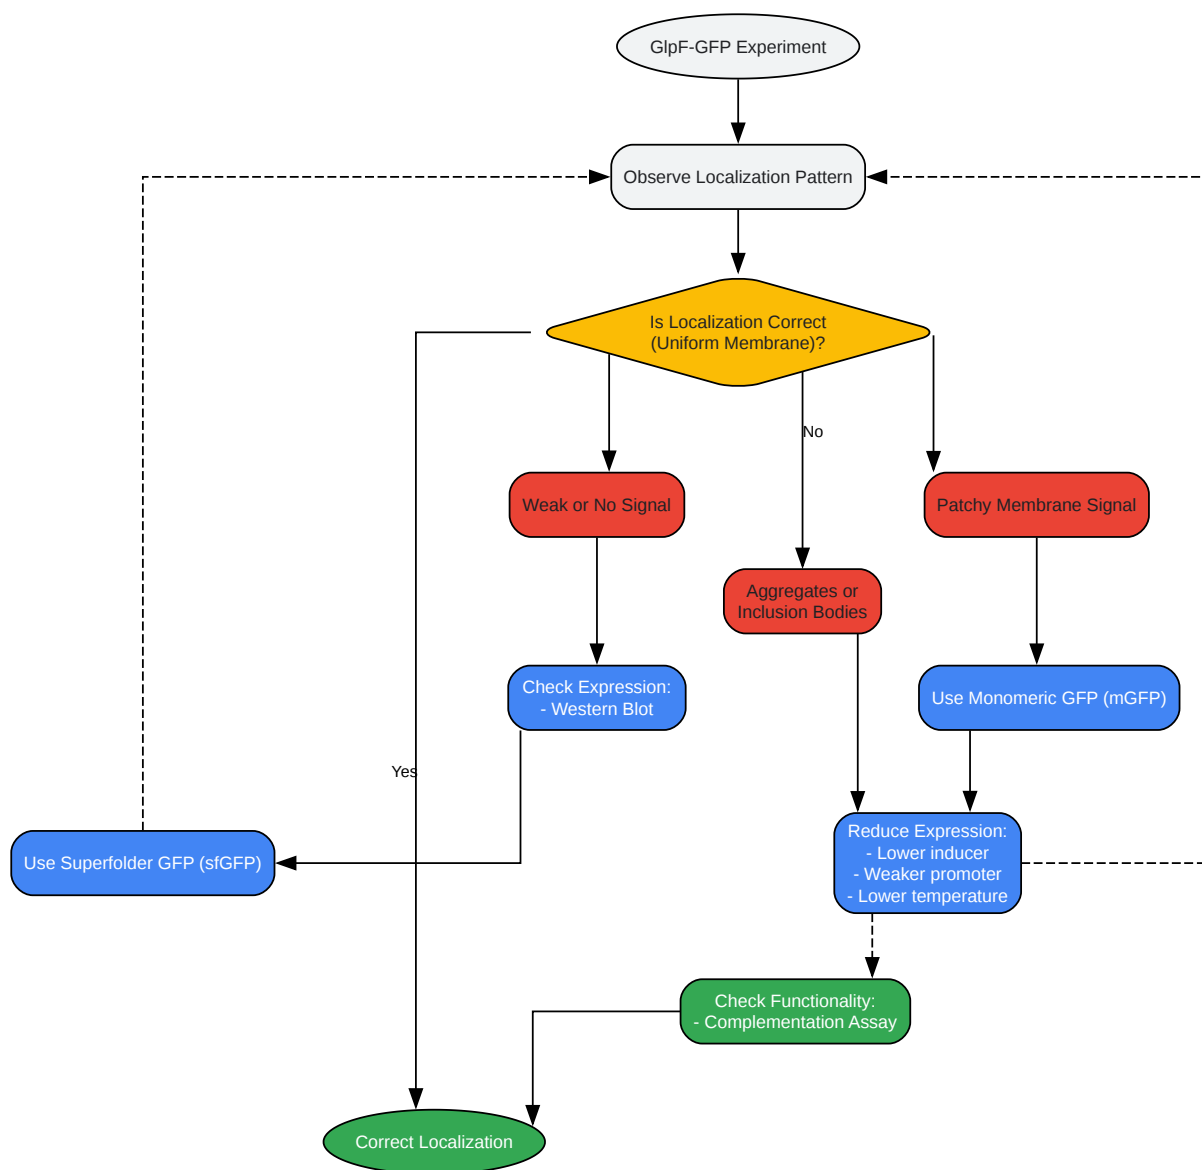 GlpF-GFP Experiment
Observe Localization Pattern
Is Localization Correct
(Uniform Membrane)?
No
Weak or No Signal
Patchy Membrane Signal
Aggregates or
Inclusion Bodies
Check Expression:
- Western Blot
Use Monomeric GFP (mGFP)
Yes
Use Superfolder GFP (sfGFP)
Reduce Expression:
- Lower inducer
- Weaker promoter
- Lower temperature
Check Functionality:
- Complementation Assay
Correct Localization